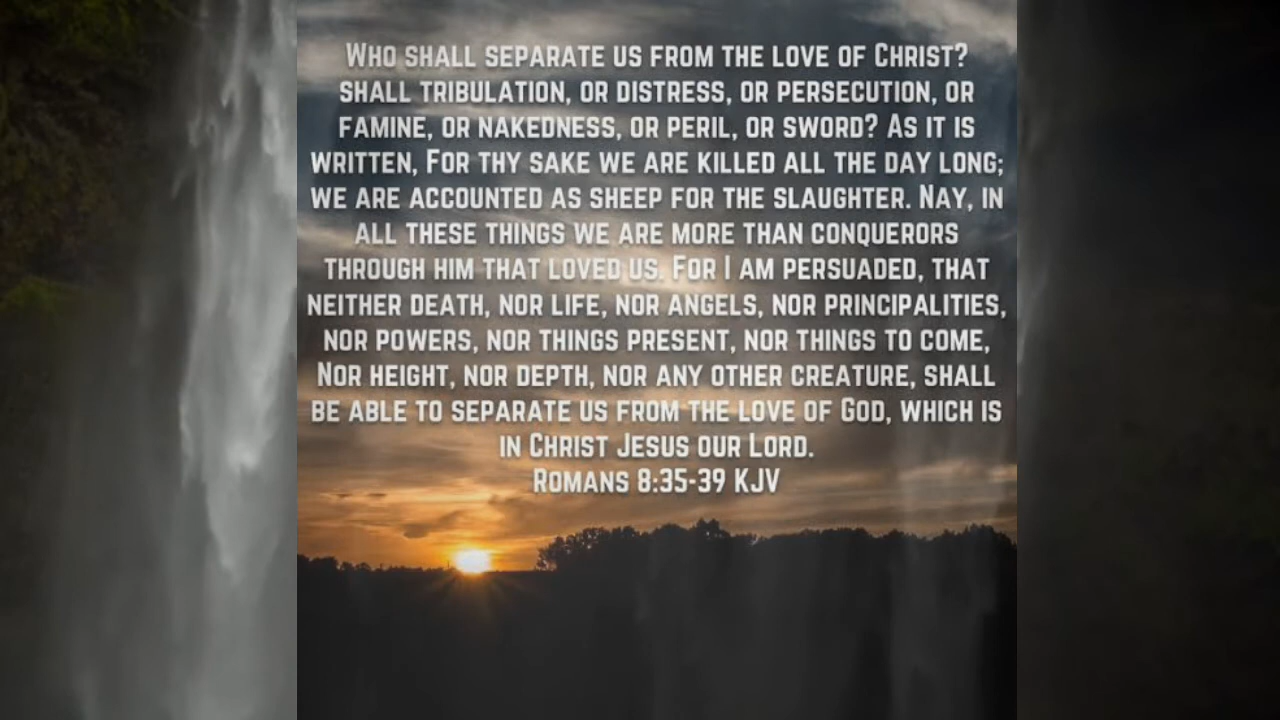 Who shall separate us from the love of Christ?
shall tribulation, or distress, or persecution, or
famine, or nakedness, or peril, or sword? As it is
written, For thy sake we are killed all the day long;
we are accounted as sheep for the slaughter. Nay, in
all these things we are more than conquerors
through him that loved us. For I am persuaded, that
neither death, nor life, nor angels, nor principalities,
nor powers, nor things present, nor things to come,
Nor height, nor depth, nor any other creature, shall
be able to separate us from the love of God, which is
in Christ Jesus our Lord.
Romans 8:35-39 KJV